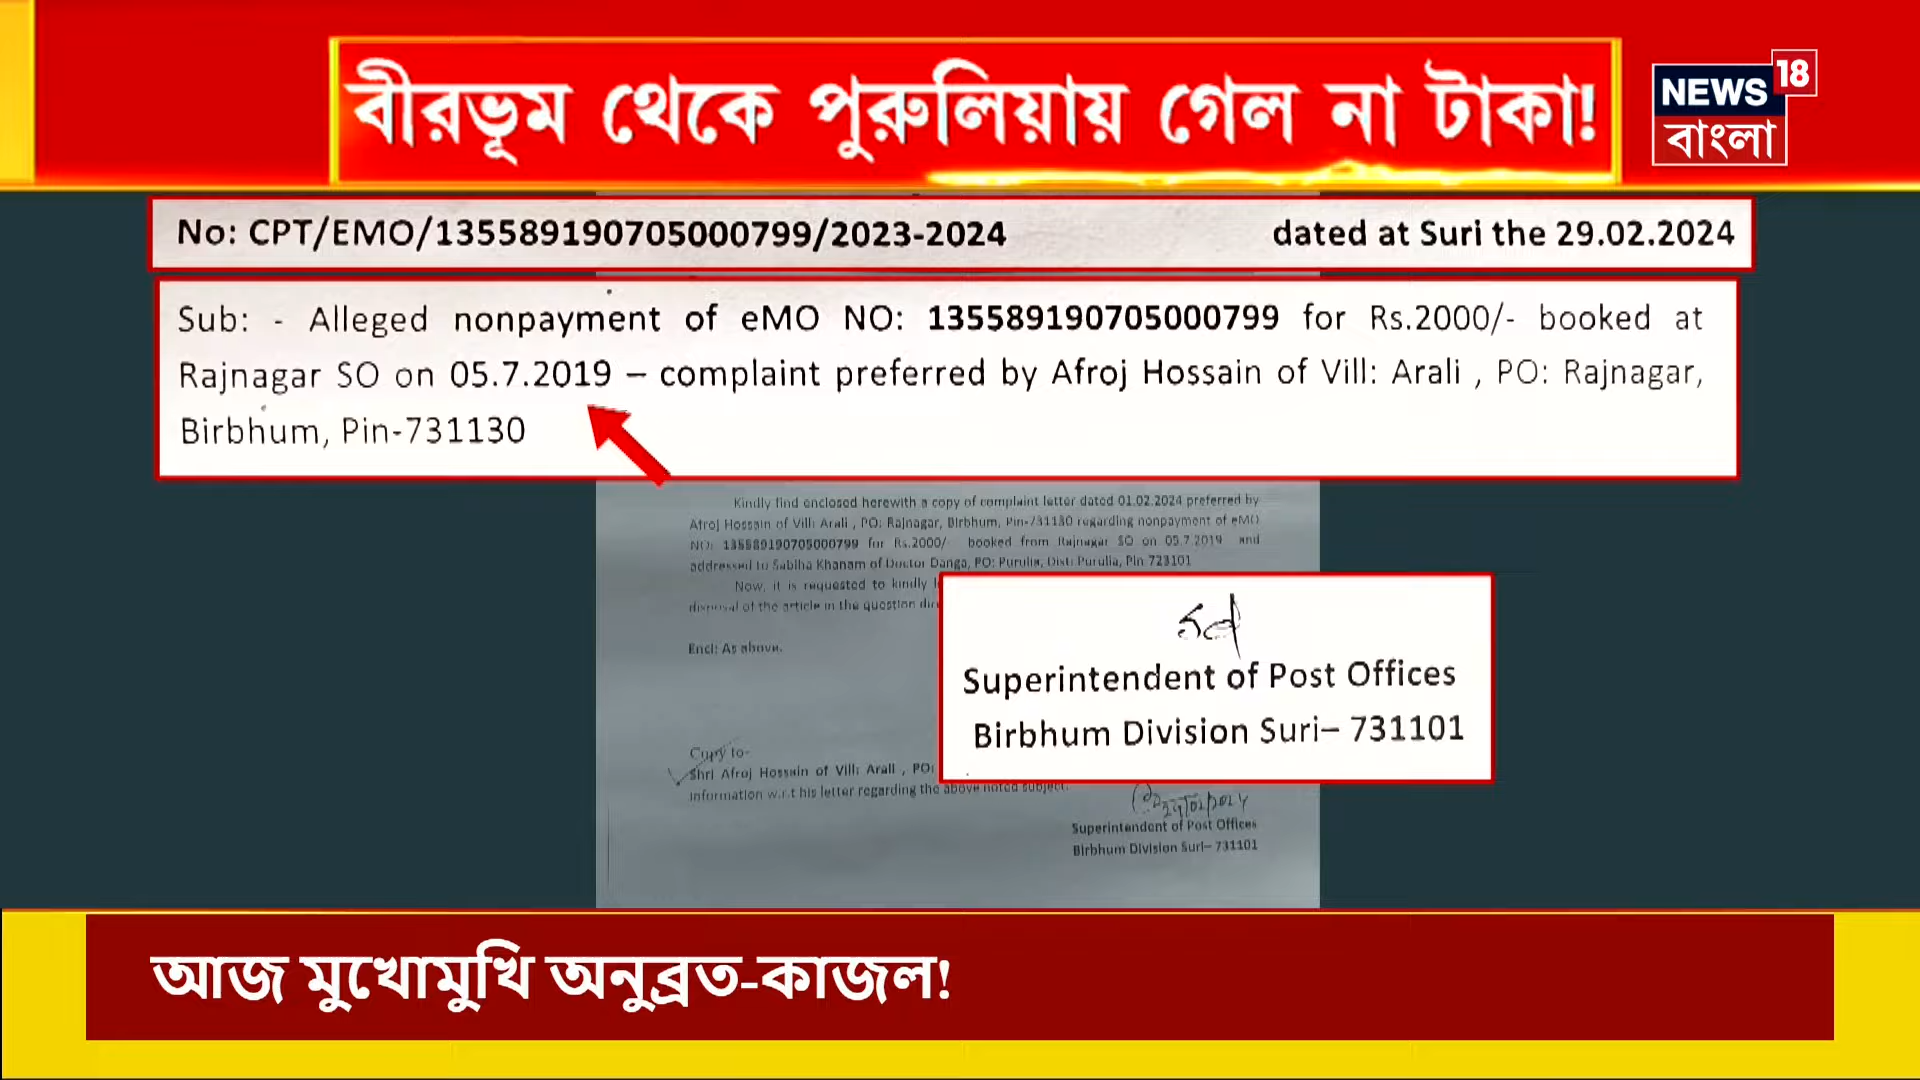 বীরভূম থেকে পুরুলিয়ায় গেল না টাকা!
NEWS 18
বাংলা
No: CPT/EMO/135589190705000799/2023-2024 dated at Suri the 29.02.2024
Sub: - Alleged nonpayment of eMO NO: 135589190705000799 for Rs.2000/- booked at
Rajnagar SO on 05.7.2019 – complaint preferred by Afroj Hossain of Vill: Arali , PO: Rajnagar,
Birbhum, Pin-731130
Kindly find enclosed herewith a copy of complaint letter dated 01.02.2024 preferred by
Afroj Hossain of Vill: Arali , PO: Rajnagar, Birbhum, Pin-731130 regarding nonpayment of eMO
NO: 135589190705000799 for Rs.2000/- booked from Rajnagar SO on 05.7.2019 and
addressed to Sabiha Khanam of Doctor Danga, PO: Purulia, Dist: Purulia, Pin 723101
Now, it is requested to kindly
disposal of the article in the question
Encl: As above.
Superintendent of Post Offices
Birbhum Division Suri– 731101
Copy to-
Shri Afroj Hossain of Vill: Arali , PO:
information w.r.t his letter regarding the above noted subject.
Superintendent of Post Offices
Birbhum Division Suri– 731101
আজ মুখোমুখি অনুব্রত-কাজল!